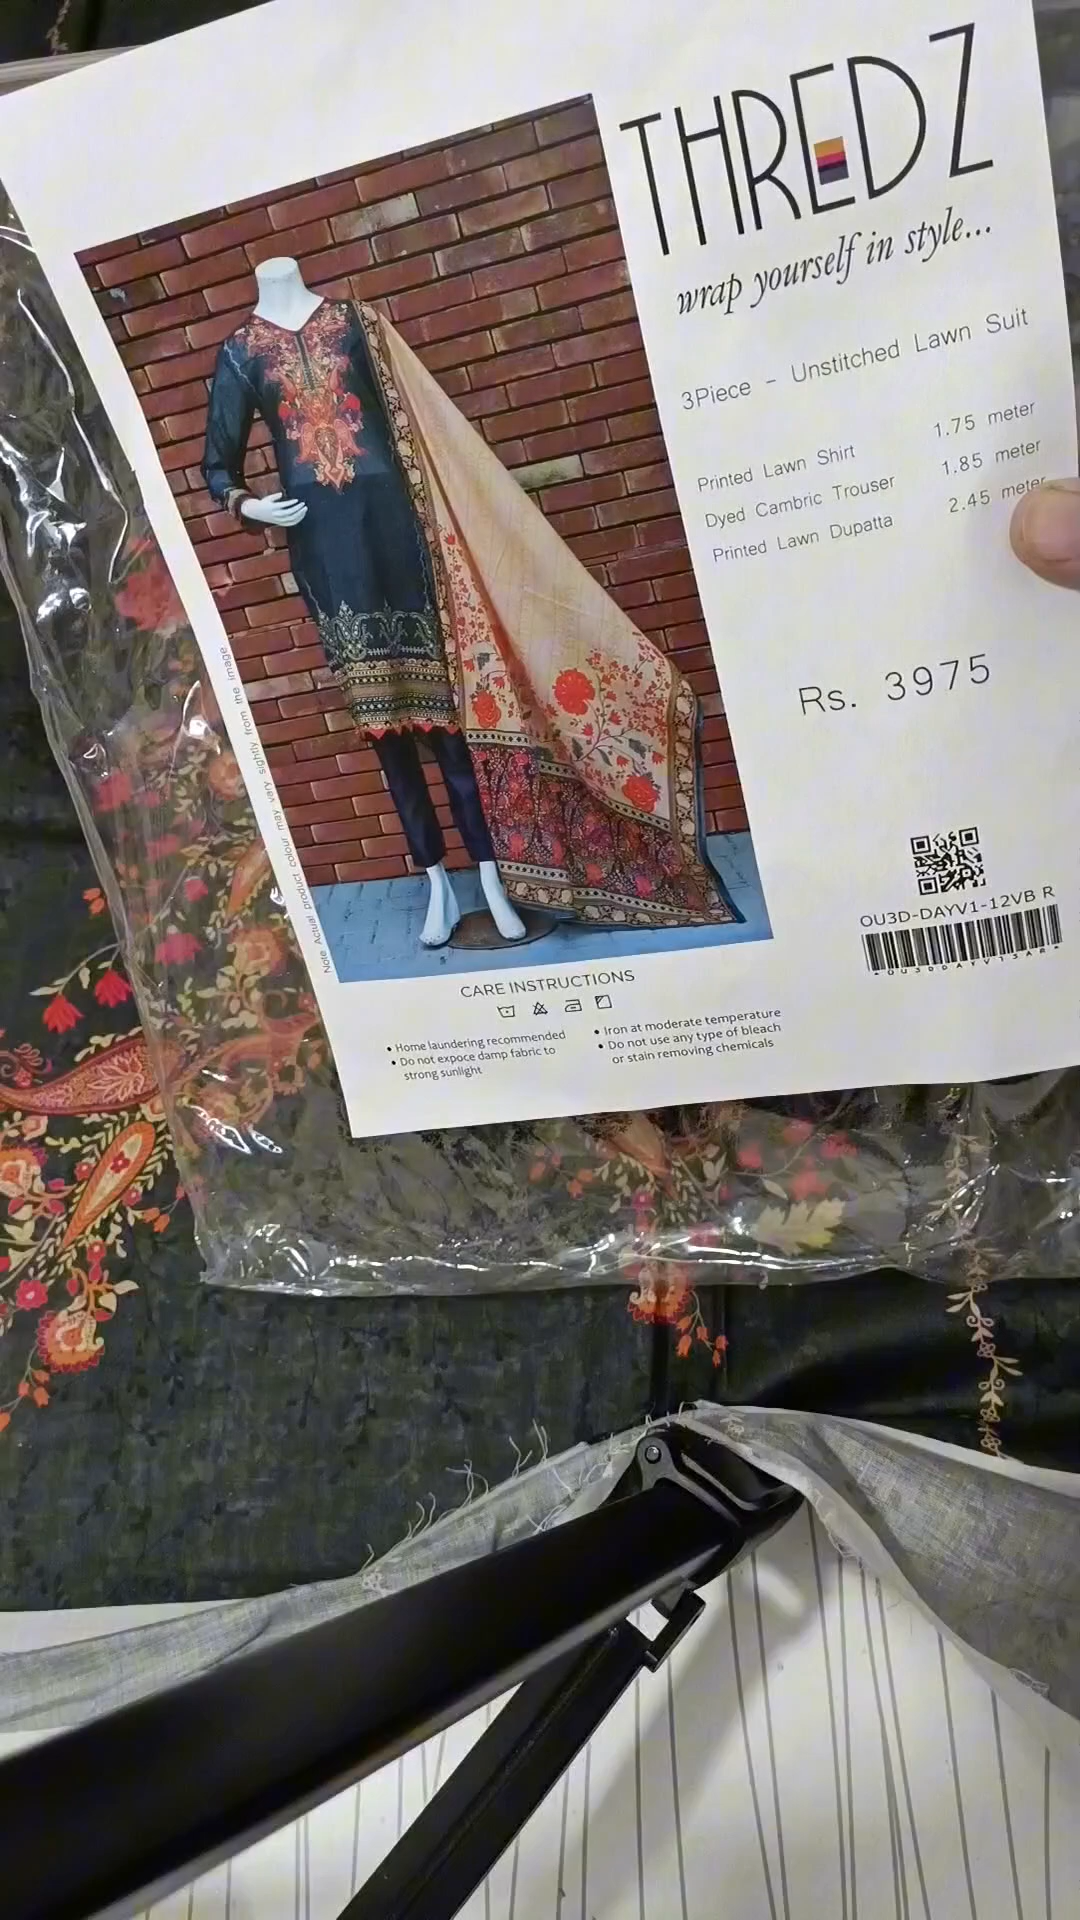 THREDZ
wrap yourself in style...
3Piece - Unstitched Lawn Suit
Printed Lawn Shirt 1.75 meter
Dyed Cambric Trouser 1.85 meter
Printed Lawn Dupatta 2.45 meter
Rs. 3975
OU3D-DAYV1-12VB R
Note: Actual product colour may vary sightly from the image
CARE INSTRUCTIONS
• Home laundering recommended
• Do not expoce damp fabric to
strong sunlight
• Iron at moderate temperature
• Do not use any type of bleach
or stain removing chemicals